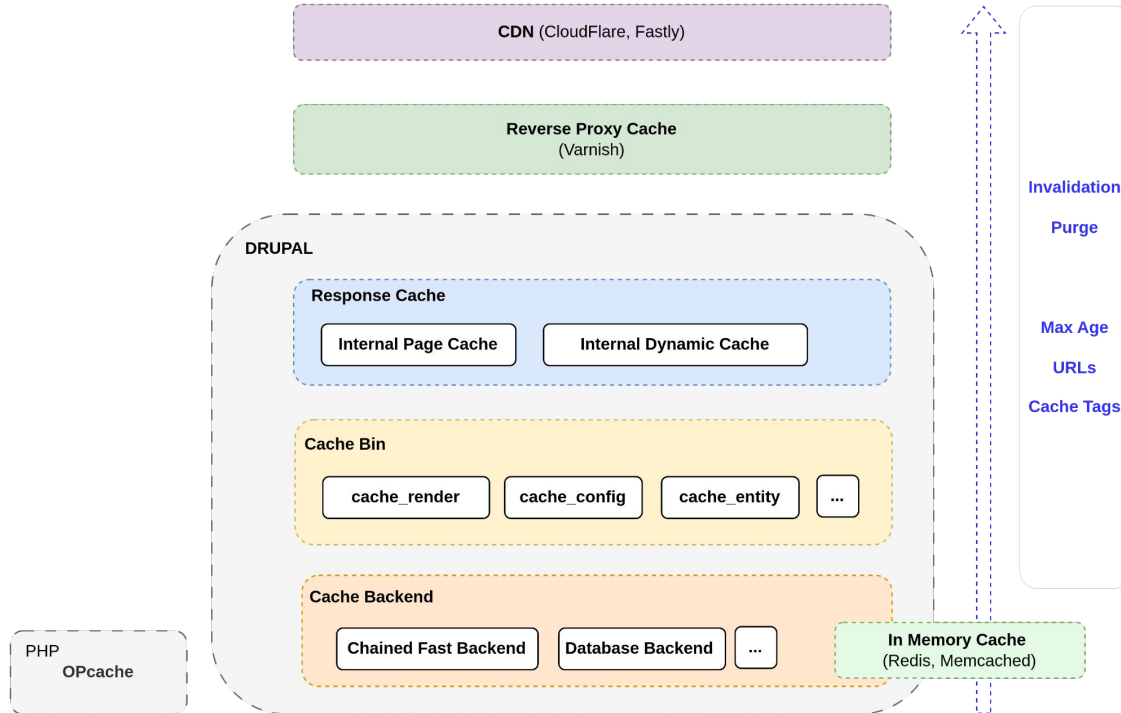 CDN (CloudFlare, Fastly)
Reverse Proxy Cache
(Varnish)
DRUPAL
Response Cache
Internal Page Cache
Internal Dynamic Cache
Cache Bin
cache_render
cache_config
cache_entity
...
Cache Backend
Chained Fast Backend
Database Backend
...
In Memory Cache
(Redis, Memcached)
PHP
OPcache
Invalidation
Purge
Max Age
URLs
Cache Tags